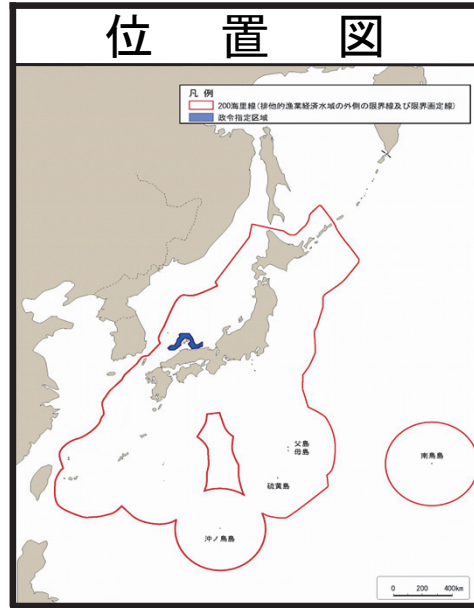 位 置 図
凡 例
200海里線(排他的漁業経済水域の外側の限界線及び限界画定線)
政令指定区域
父島
母島
南鳥島
硫黄島
沖ノ鳥島
0 200 400km